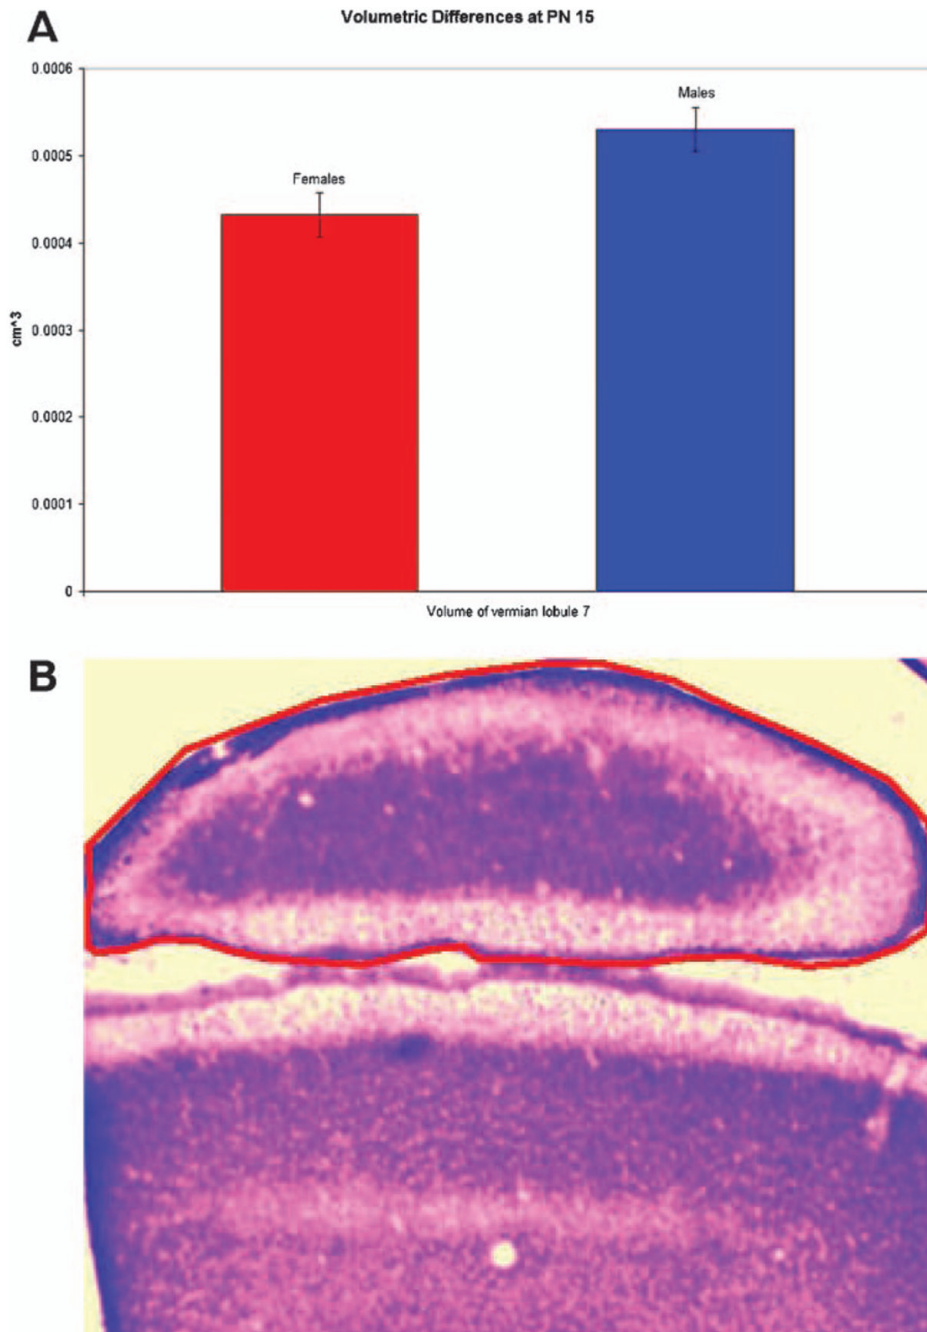 A
Volumetric Differences at PN 15
0.0006
Males
0.0005
Females
0.0004
cm^3
0.0003
0.0002
0.0001
0
Volume of vermian lobule 7
B